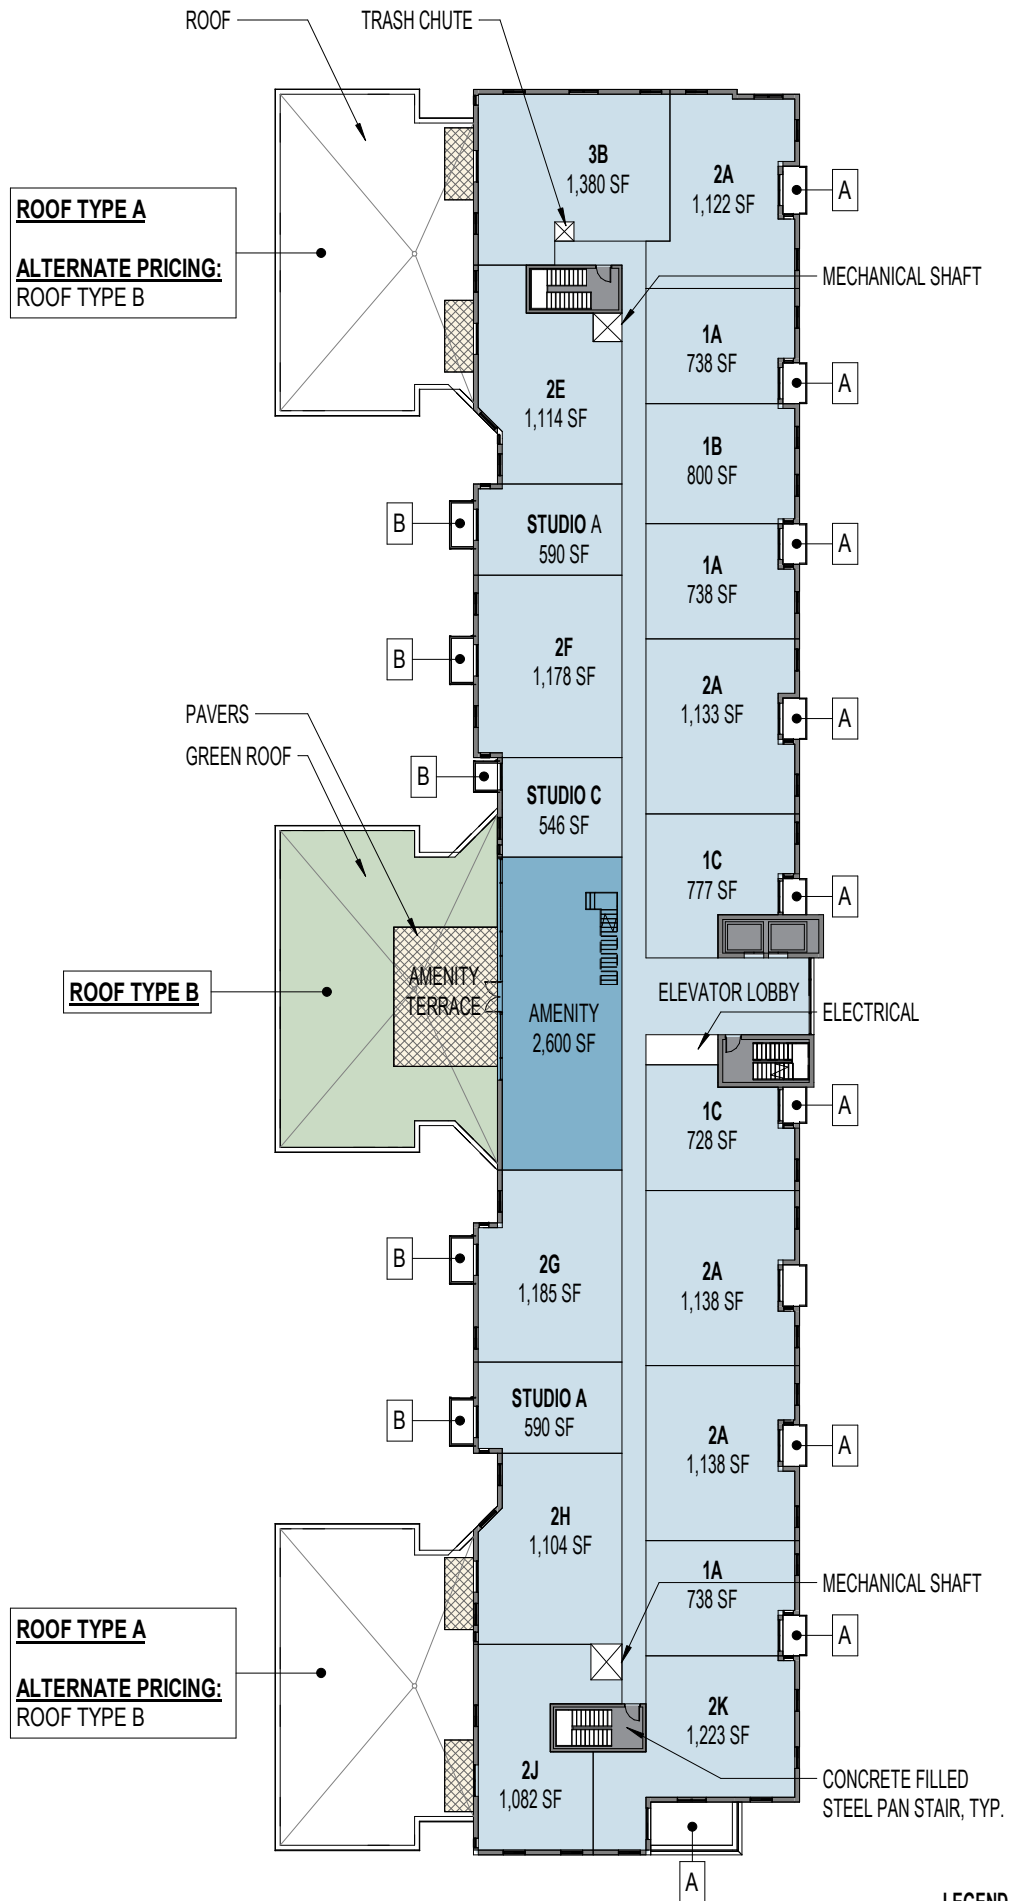 ROOF
TRASH CHUTE
3B
1,380 SF
2A
1,122 SF
A
ROOF TYPE A
ALTERNATE PRICING:
ROOF TYPE B
MECHANICAL SHAFT
1A
738 SF
A
2E
1,114 SF
1B
800 SF
B
STUDIO A
590 SF
A
1A
738 SF
B
2F
1,178 SF
2A
1,133 SF
A
PAVERS
GREEN ROOF
B
STUDIO C
546 SF
1C
777 SF
A
ROOF TYPE B
AMENITY
TERRACE
AMENITY
2,600 SF
ELEVATOR LOBBY
ELECTRICAL
1C
728 SF
A
B
2G
1,185 SF
2A
1,138 SF
STUDIO A
590 SF
B
2A
1,138 SF
A
2H
1,104 SF
1A
738 SF
MECHANICAL SHAFT
A
ROOF TYPE A
ALTERNATE PRICING:
ROOF TYPE B
2K
1,223 SF
2J
1,082 SF
CONCRETE FILLED
STEEL PAN STAIR, TYP.
A
LEGEND